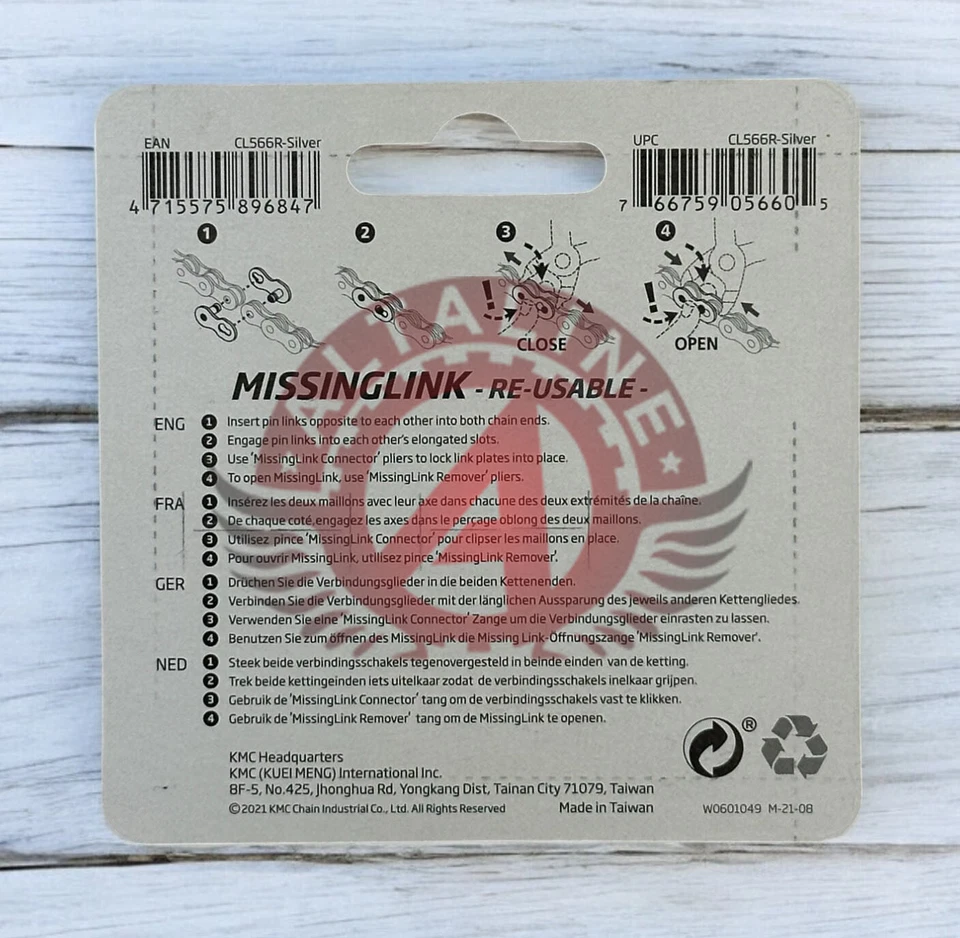 EAN CL566R-Silver
4 715575 896847
UPC CL566R-Silver
7 66759 05660 5
1 2 3 4
! CLOSE ! OPEN
ALTADINE
MISSINGLINK - RE-USABLE -
ENG 1 Insert pin links opposite to each other into both chain ends.
2 Engage pin links into each other's elongated slots.
3 Use 'MissingLink Connector' pliers to lock link plates into place.
4 To open MissingLink, use 'MissingLink Remover' pliers.
FRA 1 Insérez les deux maillons avec leur axe dans chacune des deux extrémités de la chaîne.
2 De chaque coté,engagez les axes dans le perçage oblong des deux maillons.
3 Utilisez pince 'MissingLink Connector' pour clipser les maillons en place.
4 Pour ouvrir MissingLink, utilisez pince 'MissingLink Remover'.
GER 1 Drüchen Sie die Verbindungsglieder in die beiden Kettenenden.
2 Verbinden Sie die Verbindungsglieder mit der länglichen Aussparung des jeweils anderen Kettengliedes.
3 Verwenden Sie eine 'MissingLink Connector' Zange um die Verbindungsglieder einrasten zu lassen.
4 Benutzen Sie zum öffnen des MissingLink die Missing Link-Öffnungszange 'MissingLink Remover'.
NED 1 Steek beide verbindingsschakels tegenovergesteld in beinde einden van de ketting.
2 Trek beide kettingeinden iets uitelkaar zodat de verbindingsschakels inelkaar grijpen.
3 Gebruik de 'MissingLink Connector' tang om de verbindingsschakels vast te klikken.
4 Gebruik de 'MissingLink Remover' tang om de MissingLink te openen.
®
KMC Headquarters
KMC (KUEI MENG) International Inc.
8F-5, No.425, Jhonghua Rd, Yongkang Dist, Tainan City 71079, Taiwan
©2021 KMC Chain Industrial Co., Ltd. All Rights Reserved Made in Taiwan W0601049 M-21-08